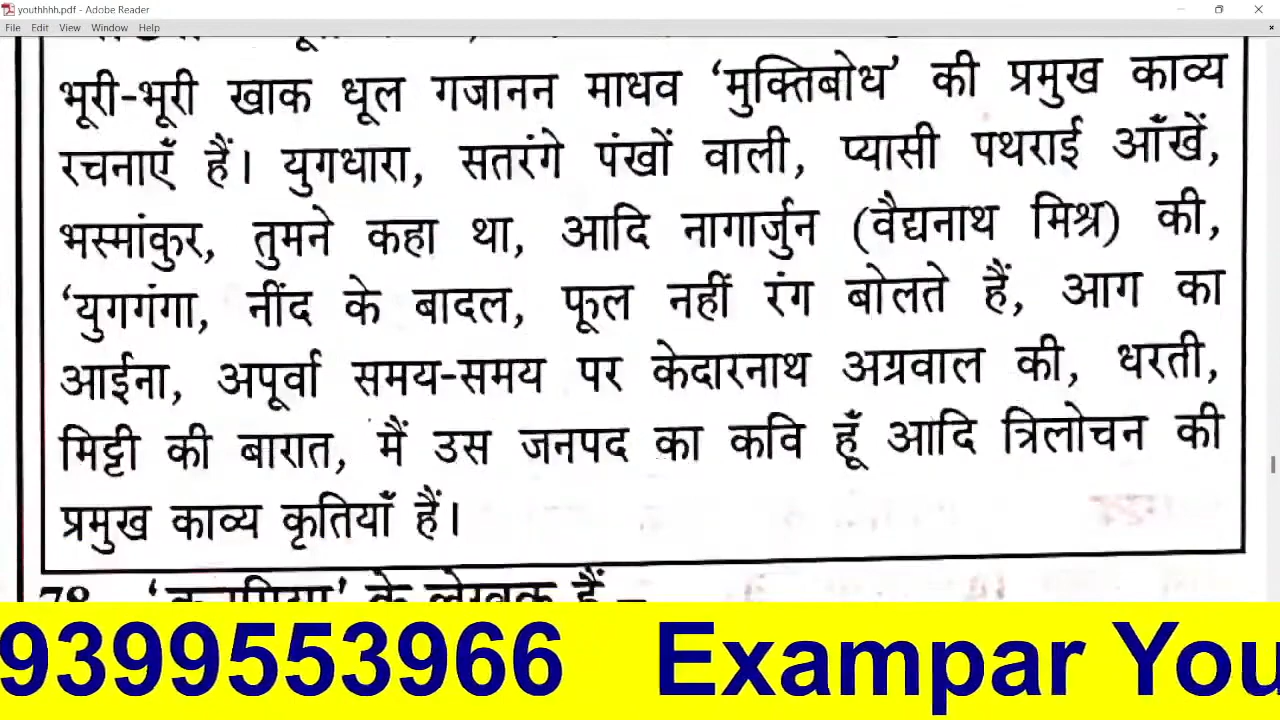 youthhhh.pdf - Adobe Reader
File Edit View Window Help
भूरी-भूरी खाक धूल गजानन माधव ‘मुक्तिबोध’ की प्रमुख काव्य
रचनाएँ हैं। युगधारा, सतरंगे पंखों वाली, प्यासी पथराई आँखें,
भस्मांकुर, तुमने कहा था, आदि नागार्जुन (वैद्यनाथ मिश्र) की,
‘युगगंगा, नींद के बादल, फूल नहीं रंग बोलते हैं, आग का
आईना, अपूर्वा समय-समय पर केदारनाथ अग्रवाल की, धरती,
मिट्टी की बारात, मैं उस जनपद का कवि हूँ आदि त्रिलोचन की
प्रमुख काव्य कृतियाँ हैं।
78. के लेखक हैं –
9399553966 Exampar You